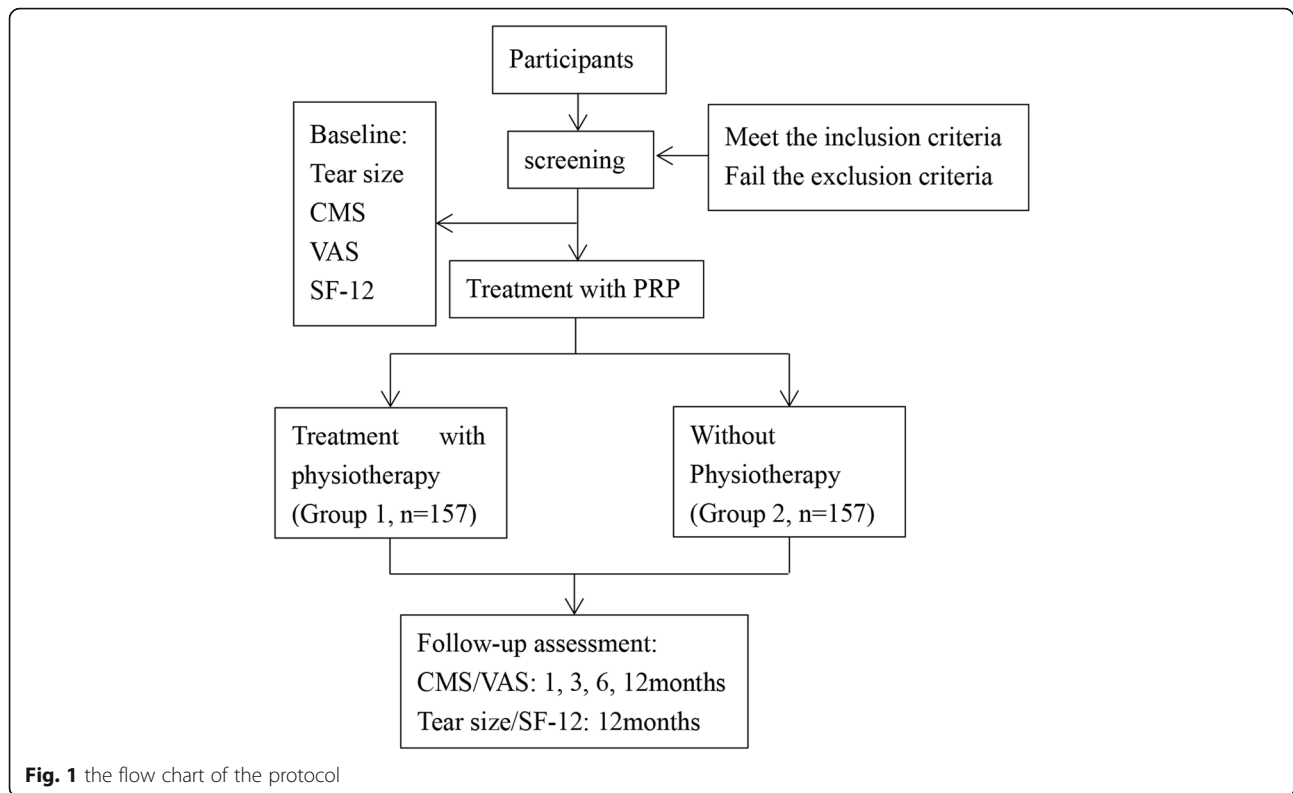 Participants
Baseline:
Tear size
CMS
VAS
SF-12
screening
Meet the inclusion criteria
Fail the exclusion criteria
Treatment with PRP
Treatment with
physiotherapy
(Group 1, n=157)
Without
Physiotherapy
(Group 2, n=157)
Follow-up assessment:
CMS/VAS: 1, 3, 6, 12months
Tear size/SF-12: 12months
Fig. 1 the flow chart of the protocol